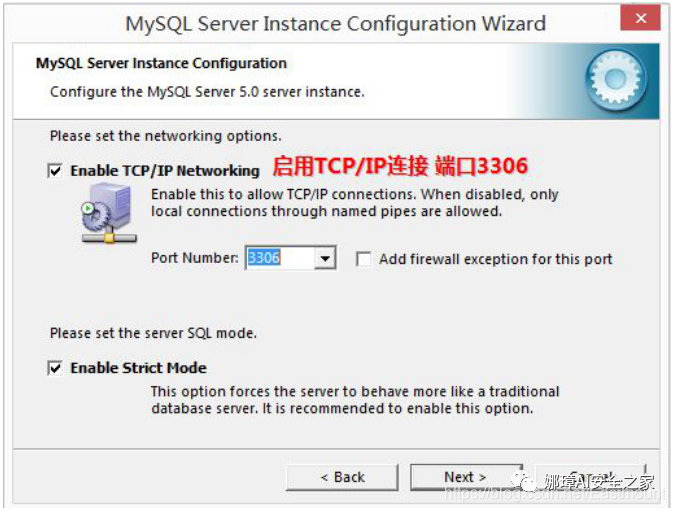 MySQL Server Instance Configuration Wizard
MySQL Server Instance Configuration
Configure the MySQL Server 5.0 server instance.
Please set the networking options.
Enable TCP/IP Networking 启用TCP/IP连接 端口3306
Enable this to allow TCP/IP connections. When disabled, only
local connections through named pipes are allowed.
Port Number: 3306 Add firewall exception for this port
Please set the server SQL mode.
Enable Strict Mode
This option forces the server to behave more like a traditional
database server. It is recommended to enable this option.
< Back Next > Cancel
娜璋AI安全之家
https://blog.csdn.net/Eastmount